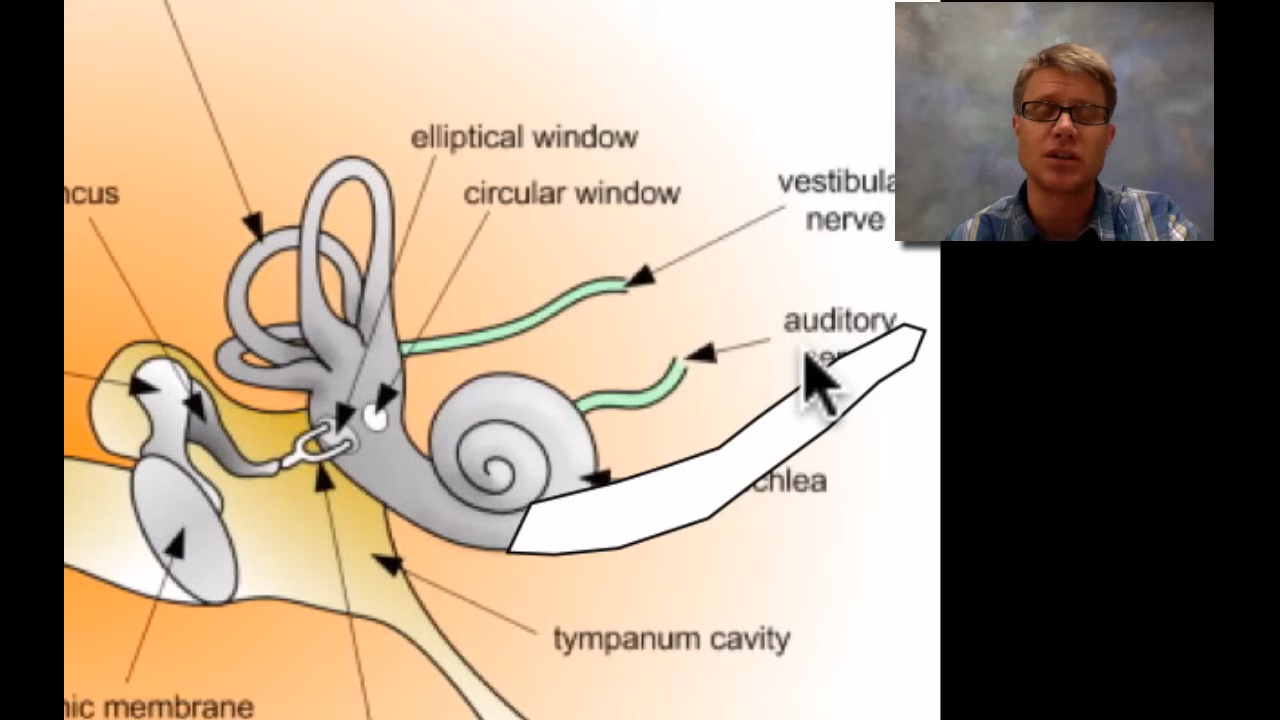 elliptical window
ncus
circular window
vestibula
nerve
auditory
chlea
tympanum cavity
nic membrane